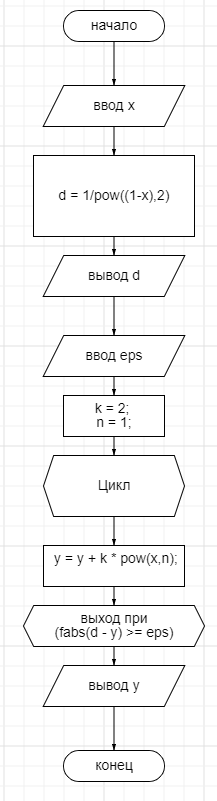 начало
ввод x
d = 1/pow((1-x),2)
вывод d
ввод eps
k = 2;
n = 1;
Цикл
y = y + k * pow(x,n);
выход при
(fabs(d - y) >= eps)
вывод y
конец